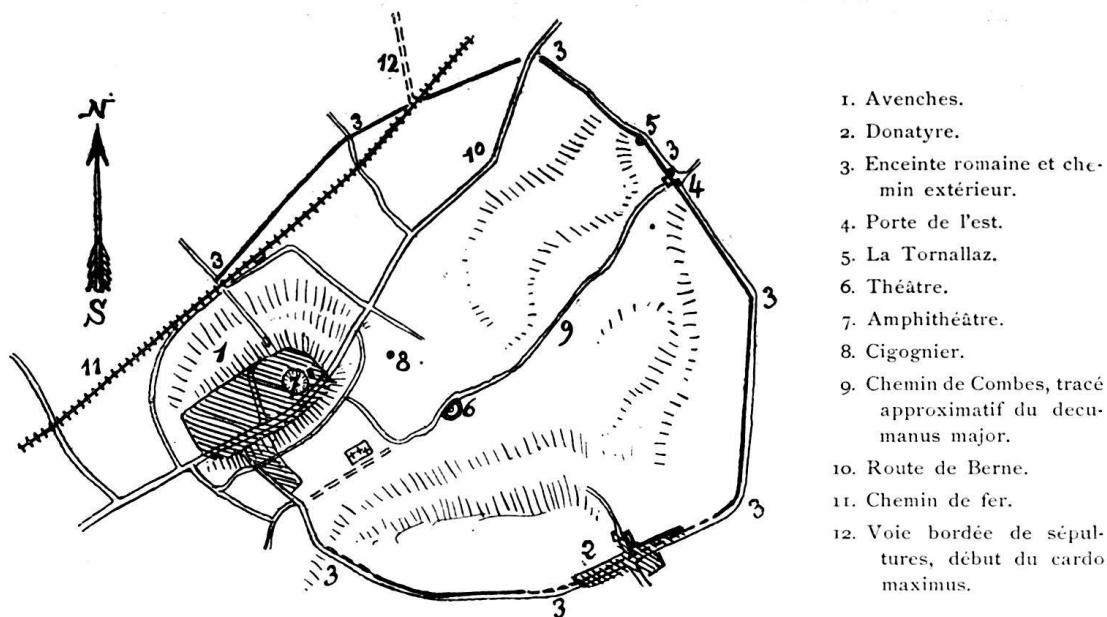 N
S
12
3
3
3
5
3
4
10
3
1
11
8
9
7
6
2
3
3
3
1. Avenches.
2. Donatyre.
3. Enceinte romaine et che-
min extérieur.
4. Porte de l'est.
5. La Tornallaz.
6. Théâtre.
7. Amphithéâtre.
8. Cigognier.
9. Chemin de Combes, tracé
approximatif du decu-
manus major.
10. Route de Berne.
11. Chemin de fer.
12. Voie bordée de sépul-
tures, début du cardo
maximus.